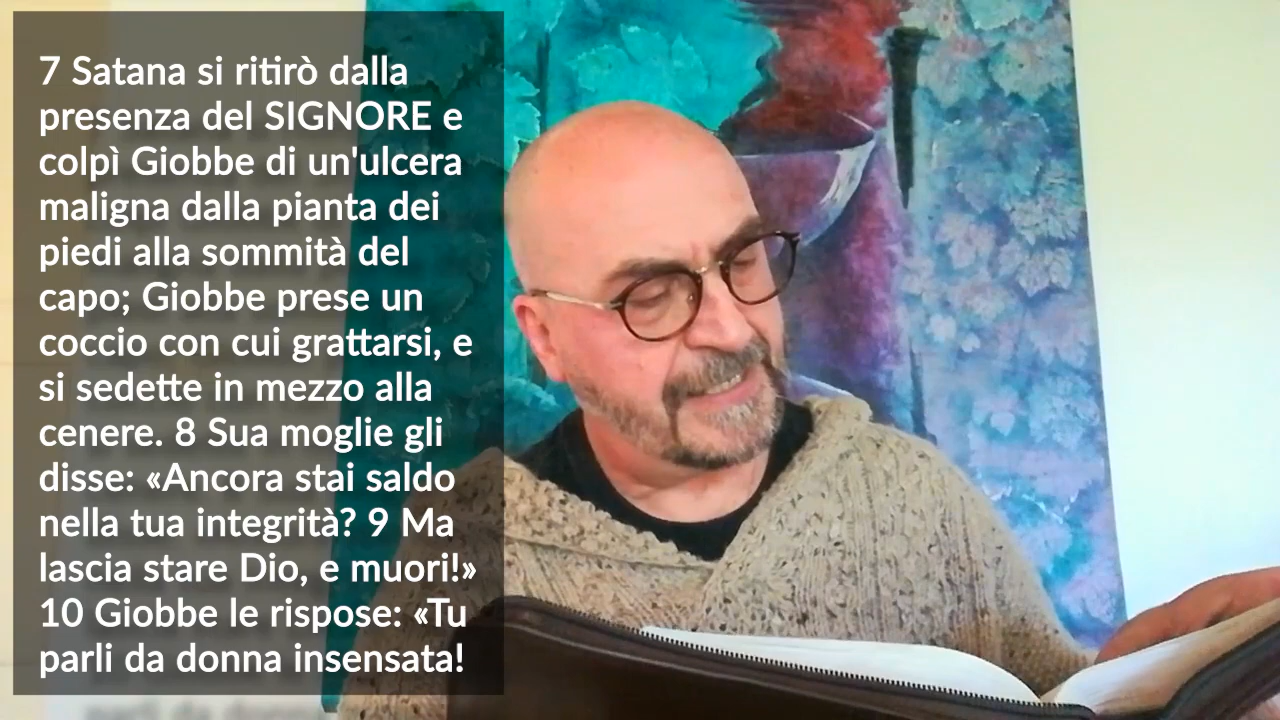 7 Satana si ritirò dalla
presenza del SIGNORE e
colpì Giobbe di un'ulcera
maligna dalla pianta dei
piedi alla sommità del
capo; Giobbe prese un
coccio con cui grattarsi, e
si sedette in mezzo alla
cenere. 8 Sua moglie gli
disse: «Ancora stai saldo
nella tua integrità? 9 Ma
lascia stare Dio, e muori!»
10 Giobbe le rispose: «Tu
parli da donna insensata!